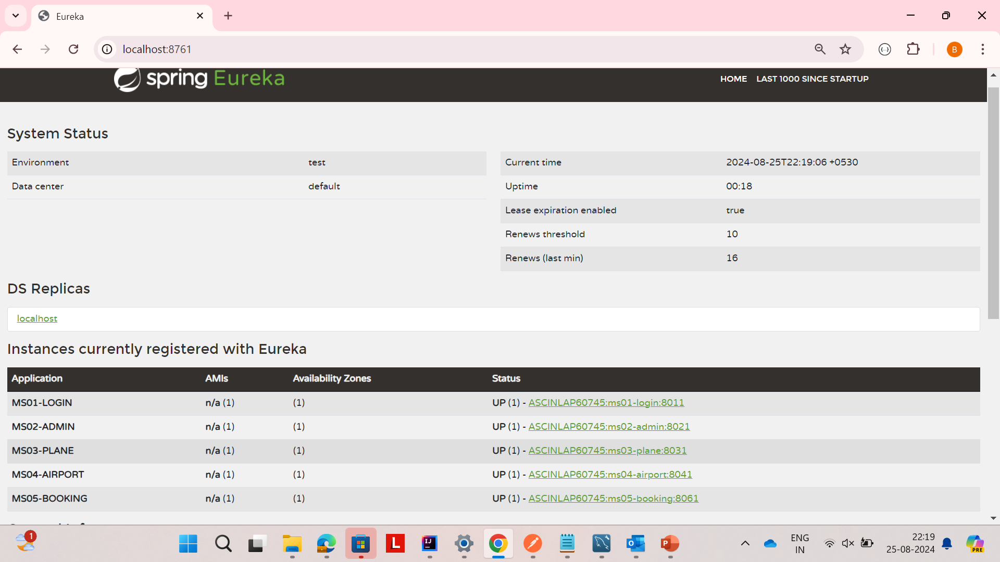 Eureka
localhost:8761
B
spring Eureka
HOME LAST 1000 SINCE STARTUP
System Status
Environment test
Data center default
Current time 2024-08-25T22:19:06 +0530
Uptime 00:18
Lease expiration enabled true
Renews threshold 10
Renews (last min) 16
DS Replicas
localhost
Instances currently registered with Eureka
Application AMIs Availability Zones Status
MS01-LOGIN n/a (1) (1) UP (1) - ASCINLAP60745:ms01-login:8011
MS02-ADMIN n/a (1) (1) UP (1) - ASCINLAP60745:ms02-admin:8021
MS03-PLANE n/a (1) (1) UP (1) - ASCINLAP60745:ms03-plane:8031
MS04-AIRPORT n/a (1) (1) UP (1) - ASCINLAP60745:ms04-airport:8041
MS05-BOOKING n/a (1) (1) UP (1) - ASCINLAP60745:ms05-booking:8061
1
L
IJ
O
P
ENG
IN
22:19
25-08-2024
PRE